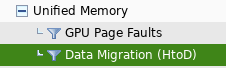 Unified Memory
GPU Page Faults
Data Migration (HtoD)